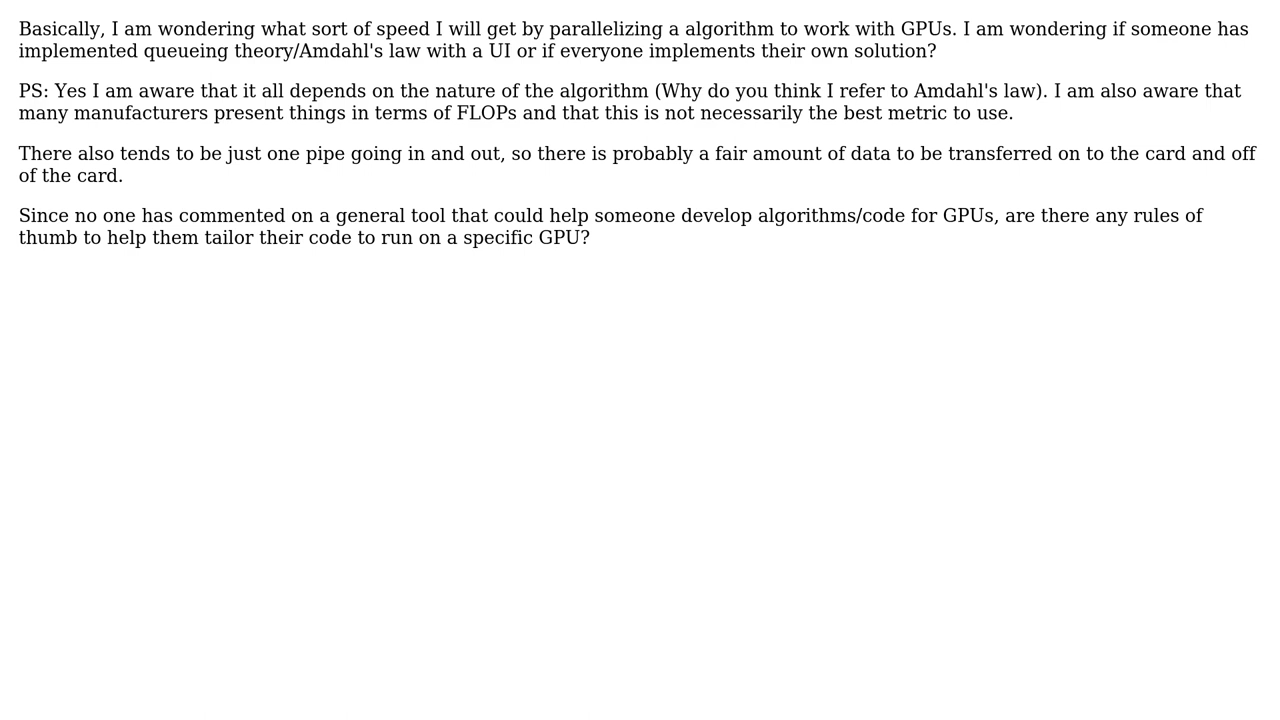 Basically, I am wondering what sort of speed I will get by parallelizing a algorithm to work with GPUs. I am wondering if someone has
implemented queueing theory/Amdahl's law with a UI or if everyone implements their own solution?
PS: Yes I am aware that it all depends on the nature of the algorithm (Why do you think I refer to Amdahl's law). I am also aware that
many manufacturers present things in terms of FLOPs and that this is not necessarily the best metric to use.
There also tends to be just one pipe going in and out, so there is probably a fair amount of data to be transferred on to the card and off
of the card.
Since no one has commented on a general tool that could help someone develop algorithms/code for GPUs, are there any rules of
thumb to help them tailor their code to run on a specific GPU?